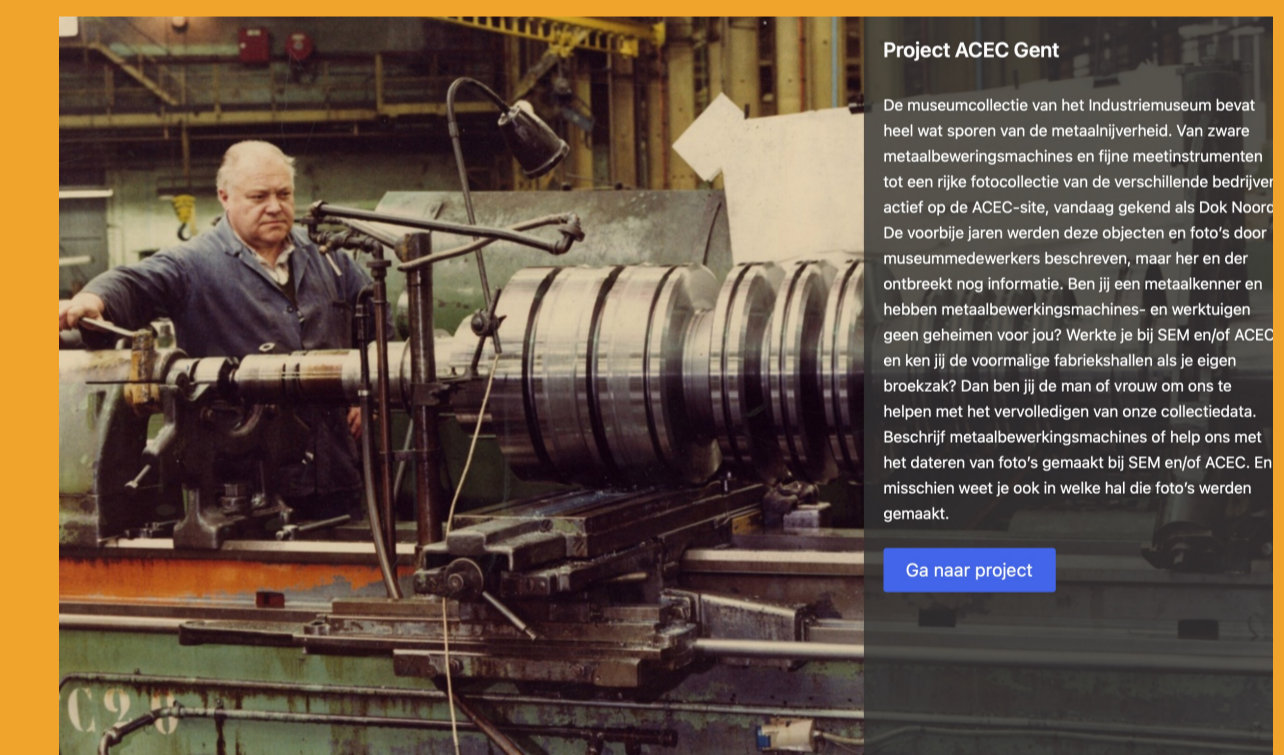 Project ACEC Gent
De museumcollectie van het Industriemuseum bevat
heel wat sporen van de metaalnijverheid. Van zware
metaalbeweringsmachines en fijne meetinstrumenten
tot een rijke fotocollectie van de verschillende bedrijven
actief op de ACEC-site, vandaag gekend als Dok Noord
De voorbije jaren werden deze objecten en foto's door
museummedewerkers beschreven, maar her en der
ontbreekt nog informatie. Ben jij een metaalkenner en
hebben metaalbewerkingsmachines- en werktuigen
geen geheimen voor jou? Werkte je bij SEM en/of ACEC
en ken jij de voormalige fabriekshallen als je eigen
broekzak? Dan ben jij de man of vrouw om ons te
helpen met het vervolledigen van onze collectiedata.
Beschrijf metaalbewerkingsmachines of help ons met
het dateren van foto's gemaakt bij SEM en/of ACEC. En
misschien weet je ook in welke hal die foto's werden
gemaakt.
Ga naar project
C28